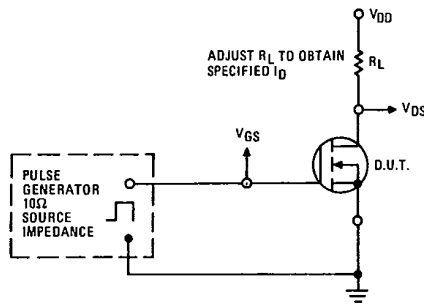 V_DD
ADJUST R_L TO OBTAIN
SPECIFIED I_D
R_L
V_DS
V_GS
D.U.T.
PULSE
GENERATOR
10Ω
SOURCE
IMPEDANCE